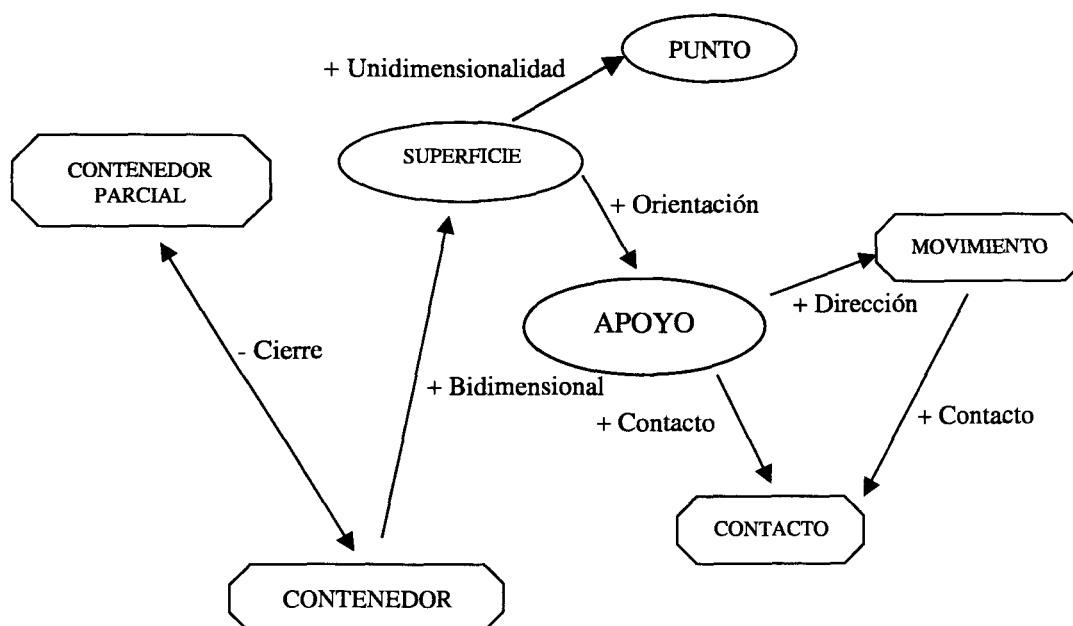 PUNTO
+ Unidimensionalidad
SUPERFICIE
CONTENEDOR
PARCIAL
+ Orientación
MOVIMIENTO
+ Dirección
APOYO
- Cierre
+ Bidimensional
+ Contacto
+ Contacto
CONTACTO
CONTENEDOR